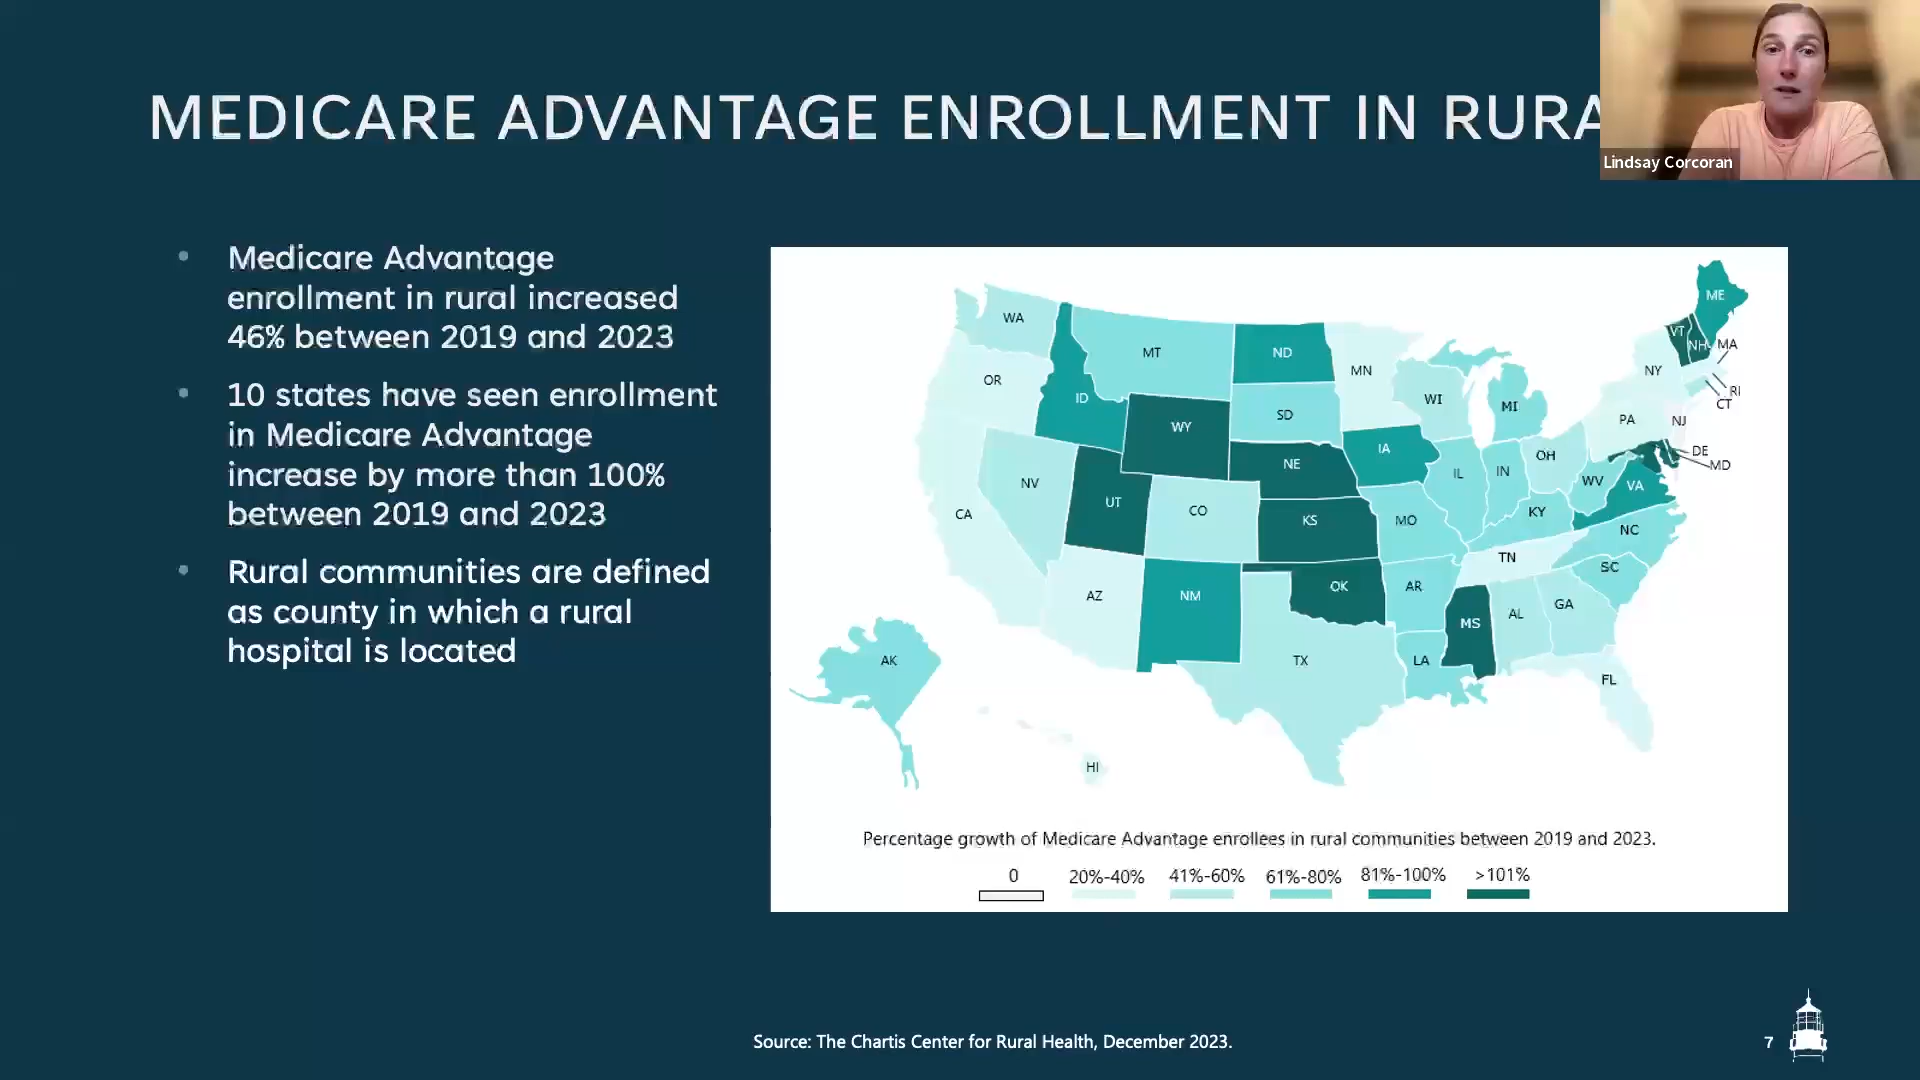 MEDICARE ADVANTAGE ENROLLMENT IN RURA
Lindsay Corcoran
• Medicare Advantage
enrollment in rural increased
46% between 2019 and 2023
• 10 states have seen enrollment
in Medicare Advantage
increase by more than 100%
between 2019 and 2023
• Rural communities are defined
as county in which a rural
hospital is located
ME
WA
VT
NH
MA
MT
ND
MN
NY
OR
ID
RI
CT
WI
MI
SD
WY
PA
NJ
IA
NE
OH
DE
MD
NV
UT
CO
IL
IN
WV
VA
CA
KS
MO
KY
NC
TN
AZ
NM
OK
AR
SC
MS
AL
GA
AK
TX
LA
FL
HI
Percentage growth of Medicare Advantage enrollees in rural communities between 2019 and 2023.
0 20%-40% 41%-60% 61%-80% 81%-100% >101%
Source: The Chartis Center for Rural Health, December 2023.
7